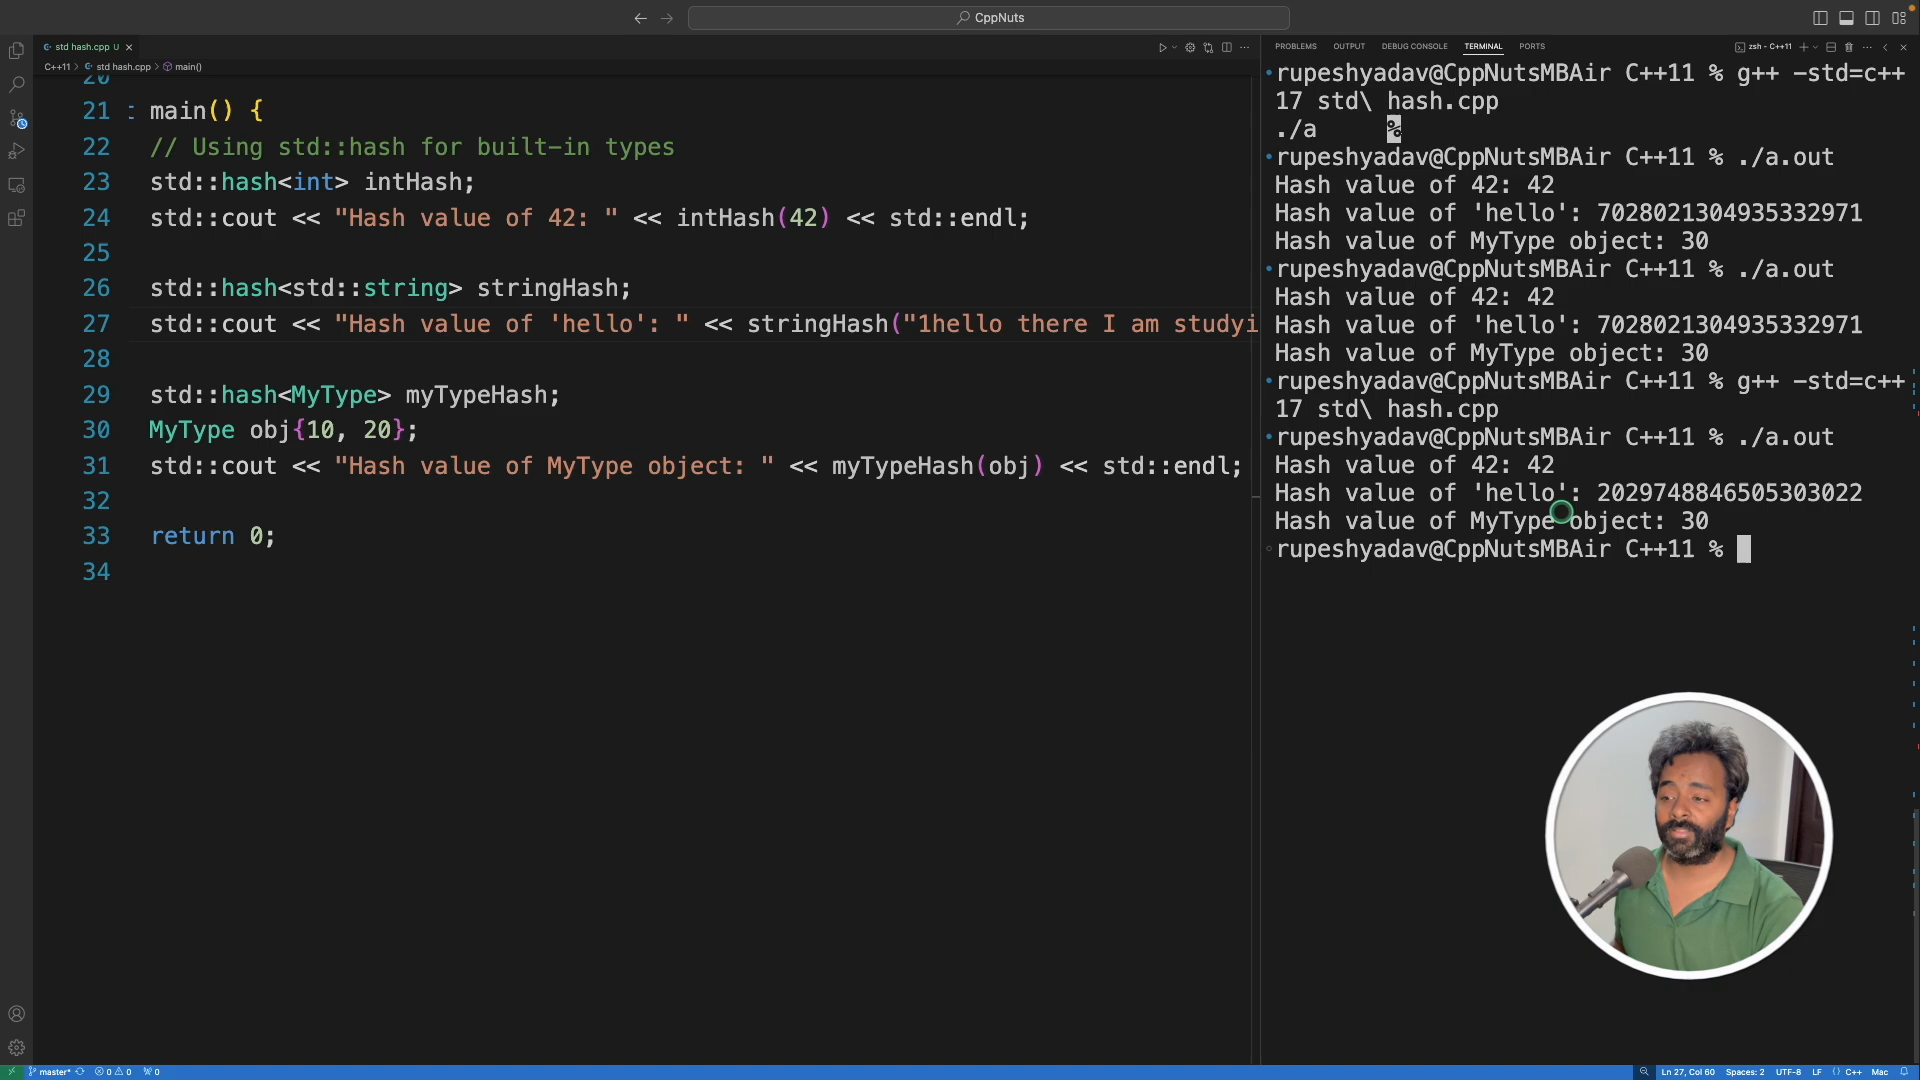 CppNuts
std hash.cpp U
C++11 > std hash.cpp > main()
20
21 main() {
22 // Using std::hash for built-in types
23 std::hash<int> intHash;
24 std::cout << "Hash value of 42: " << intHash(42) << std::endl;
25
26 std::hash<std::string> stringHash;
27 std::cout << "Hash value of 'hello': " << stringHash("1hello there I am studyi
28
29 std::hash<MyType> myTypeHash;
30 MyType obj{10, 20};
31 std::cout << "Hash value of MyType object: " << myTypeHash(obj) << std::endl;
32
33 return 0;
34
PROBLEMS OUTPUT DEBUG CONSOLE TERMINAL PORTS
zsh - C++11
rupeshyadav@CppNutsMBAir C++11 % g++ -std=c++
17 std\ hash.cpp
./a %
rupeshyadav@CppNutsMBAir C++11 % ./a.out
Hash value of 42: 42
Hash value of 'hello': 7028021304935332971
Hash value of MyType object: 30
rupeshyadav@CppNutsMBAir C++11 % ./a.out
Hash value of 42: 42
Hash value of 'hello': 7028021304935332971
Hash value of MyType object: 30
rupeshyadav@CppNutsMBAir C++11 % g++ -std=c++
17 std\ hash.cpp
rupeshyadav@CppNutsMBAir C++11 % ./a.out
Hash value of 42: 42
Hash value of 'hello': 2029748846505303022
Hash value of MyType object: 30
rupeshyadav@CppNutsMBAir C++11 %
master* 0 0 0
Ln 27, Col 60 Spaces: 2 UTF-8 LF {} C++ Mac